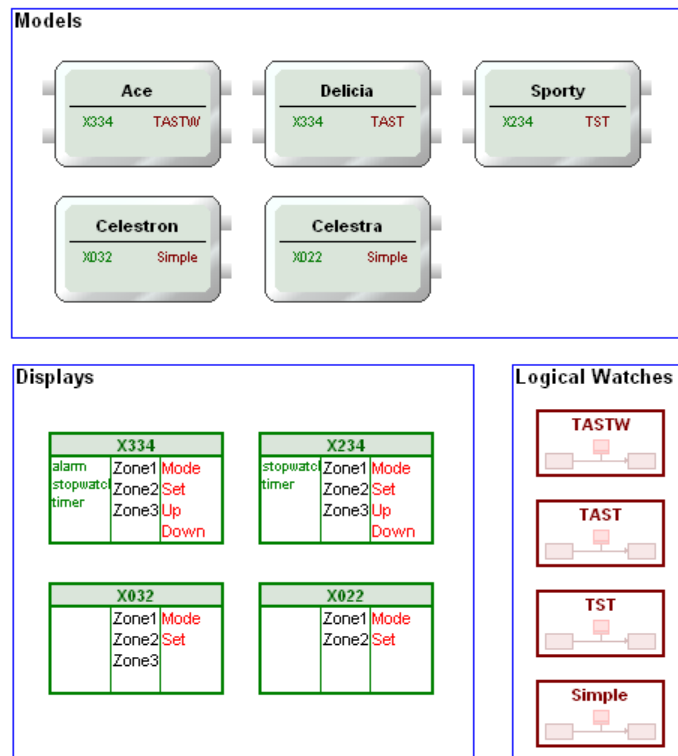 Models
Ace
X334 TASTW
Delicia
X334 TAST
Sporty
X234 TST
Celestron
X032 Simple
Celestra
X022 Simple
Displays
X334
alarm Zone1 Mode
stopwatcl Zone2 Set
timer Zone3 Up
Down
X234
stopwatcl Zone1 Mode
timer Zone2 Set
Zone3 Up
Down
X032
Zone1 Mode
Zone2 Set
Zone3
X022
Zone1 Mode
Zone2 Set
Logical Watches
TASTW
TAST
TST
Simple